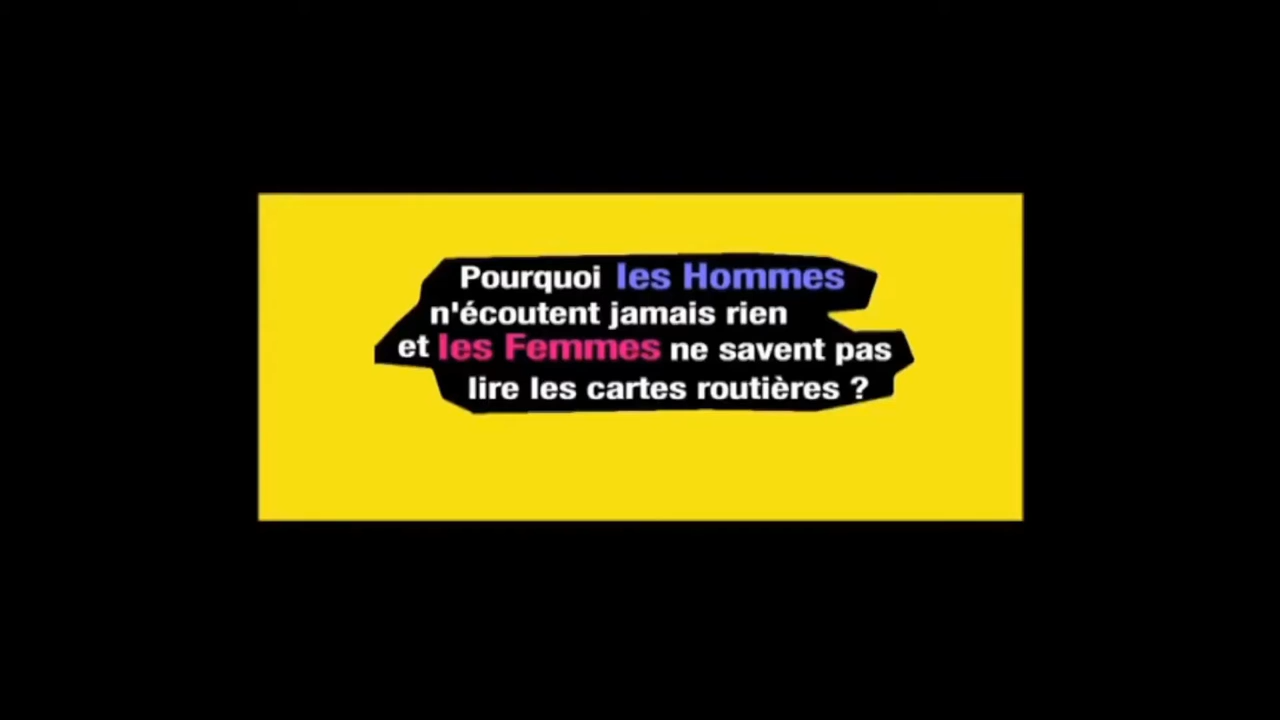 Pourquoi les Hommes
n'écoutent jamais rien
et les Femmes ne savent pas
lire les cartes routières ?